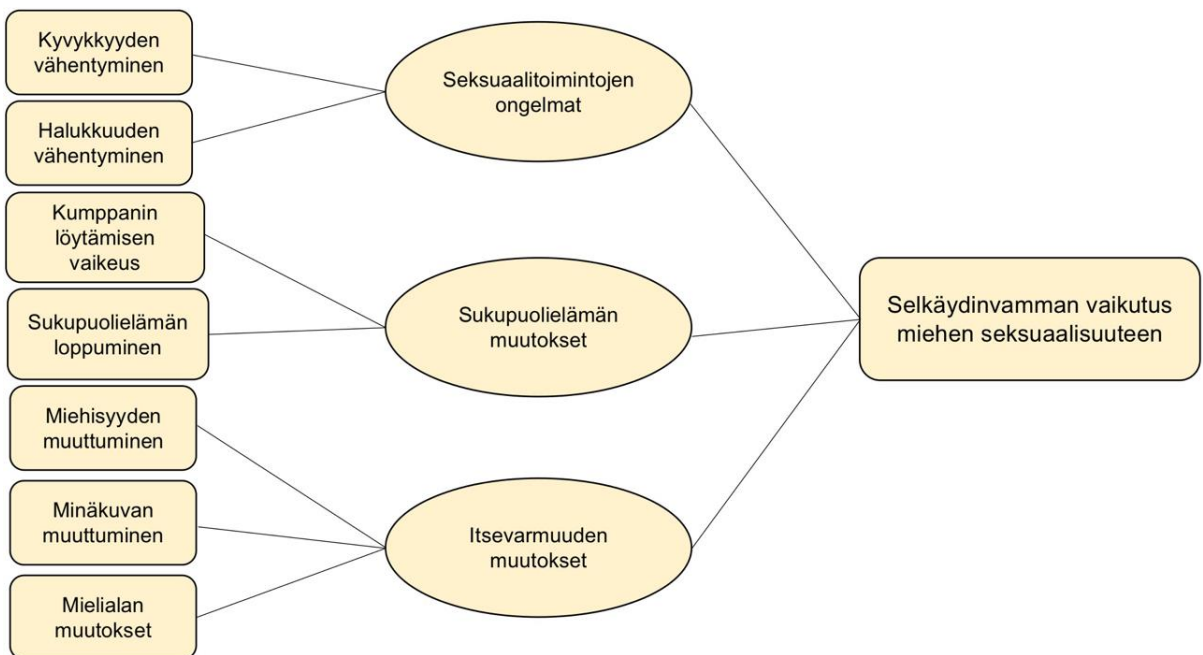 Kyvykkyyden
vähentyminen
Halukkuuden
vähentyminen
Kumppanin
löytämisen
vaikeus
Sukupuolielämän
loppuminen
Miehisyyden
muuttuminen
Minäkuvan
muuttuminen
Mielialan
muutokset
Seksuaalitoimintojen
ongelmat
Sukupuolielämän
muutokset
Itsevarmuuden
muutokset
Selkäydinvamman vaikutus
miehen seksuaalisuuteen